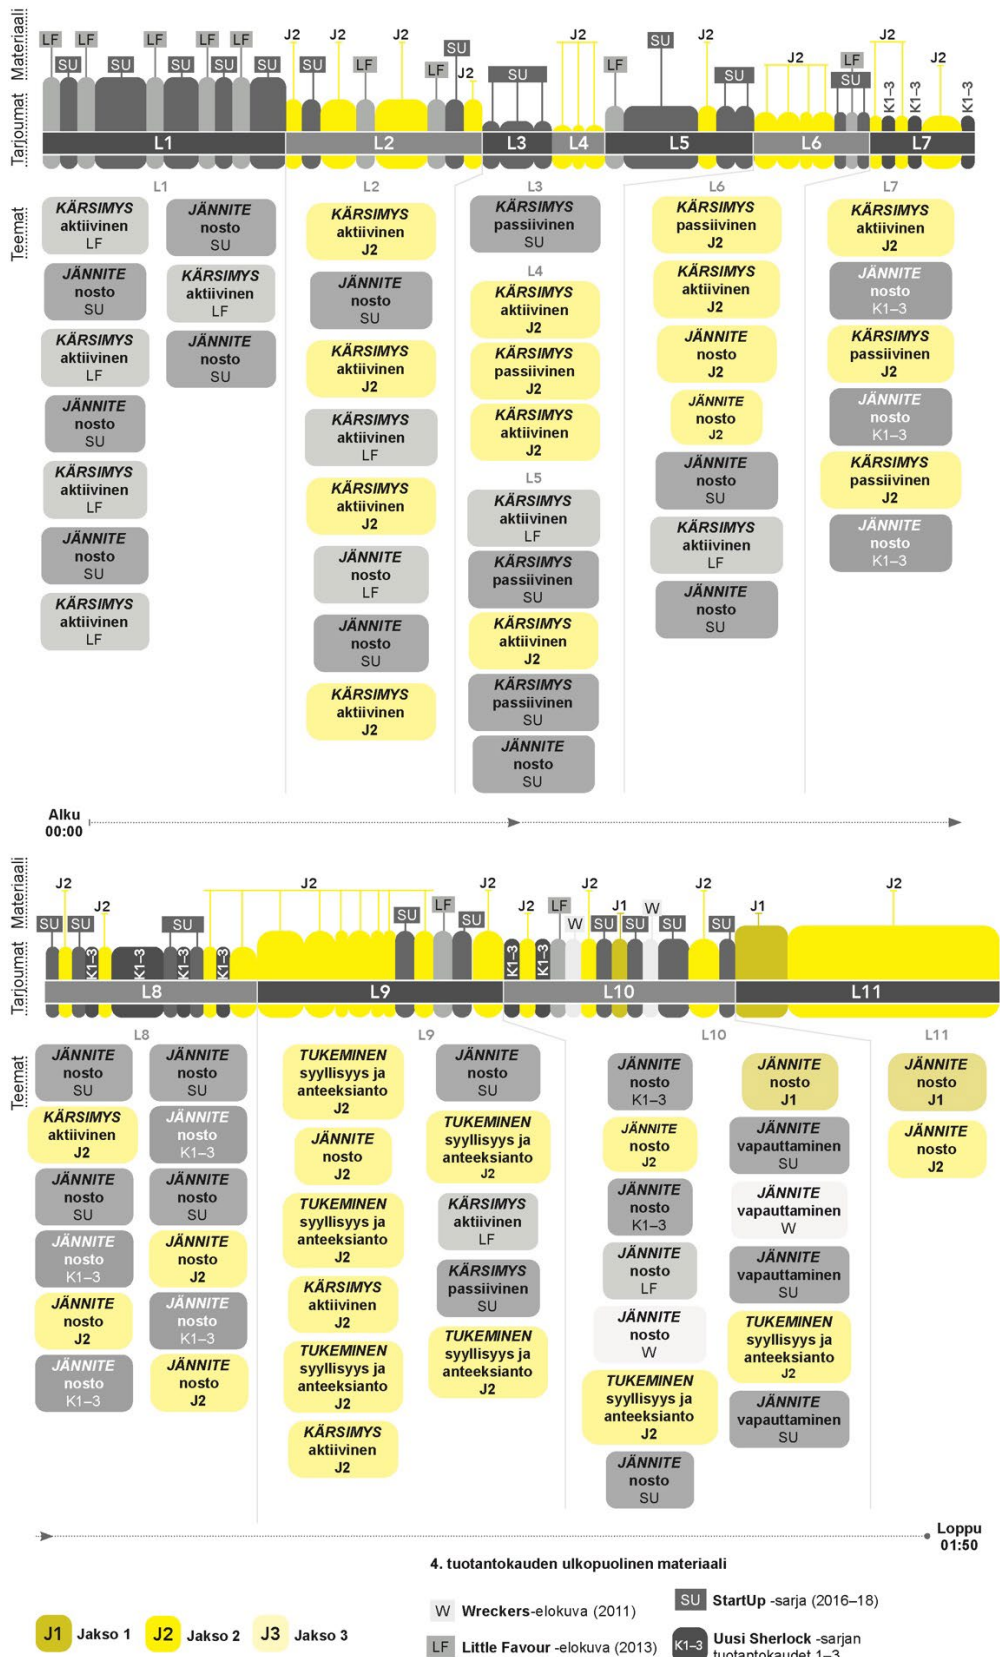 Materiaali
LF LF LF LF LF
SU SU SU SU SU
J2 J2 J2
SU LF LF SU J2
SU
J2
LF SU J2 SU
J2 LF SU
J2 K1–3 K1–3 J2 K1–3
Tarjoumat
L1 L2 L3 L4 L5 L6 L7
Teemat
L1
KÄRSIMYS
aktiivinen
LF
JÄNNITE
nosto
SU
KÄRSIMYS
aktiivinen
LF
JÄNNITE
nosto
SU
KÄRSIMYS
aktiivinen
LF
JÄNNITE
nosto
SU
KÄRSIMYS
aktiivinen
LF
JÄNNITE
nosto
SU
KÄRSIMYS
aktiivinen
LF
JÄNNITE
nosto
SU
L2
KÄRSIMYS
aktiivinen
J2
JÄNNITE
nosto
SU
KÄRSIMYS
aktiivinen
J2
KÄRSIMYS
aktiivinen
LF
KÄRSIMYS
aktiivinen
J2
JÄNNITE
nosto
LF
JÄNNITE
nosto
SU
KÄRSIMYS
aktiivinen
J2
L3
KÄRSIMYS
passiivinen
SU
L4
KÄRSIMYS
aktiivinen
J2
KÄRSIMYS
passiivinen
J2
KÄRSIMYS
aktiivinen
J2
L5
KÄRSIMYS
aktiivinen
LF
KÄRSIMYS
passiivinen
SU
KÄRSIMYS
aktiivinen
J2
KÄRSIMYS
passiivinen
SU
JÄNNITE
nosto
SU
L6
KÄRSIMYS
passiivinen
J2
KÄRSIMYS
aktiivinen
J2
JÄNNITE
nosto
J2
JÄNNITE
nosto
J2
JÄNNITE
nosto
SU
KÄRSIMYS
aktiivinen
LF
JÄNNITE
nosto
SU
L7
KÄRSIMYS
aktiivinen
J2
JÄNNITE
nosto
K1–3
KÄRSIMYS
passiivinen
J2
JÄNNITE
nosto
K1–3
KÄRSIMYS
passiivinen
J2
JÄNNITE
nosto
K1–3
Alku
00:00
Materiaali
SU J2 SU K1–3 J2 K1–3 SU K1–3 K1–3
J2 SU LF SU J2
K1–3 J2 K1–3 LF W J2 SU J1 SU W SU J2 SU
J1 J2
Tarjoumat
L8 L9 L10 L11
Teemat
L8
JÄNNITE
nosto
SU
KÄRSIMYS
aktiivinen
J2
JÄNNITE
nosto
SU
JÄNNITE
nosto
K1–3
JÄNNITE
nosto
J2
JÄNNITE
nosto
K1–3
JÄNNITE
nosto
SU
JÄNNITE
nosto
K1–3
JÄNNITE
nosto
SU
JÄNNITE
nosto
J2
JÄNNITE
nosto
K1–3
JÄNNITE
nosto
J2
L9
TUKEMINEN
syyllisyys ja
anteeksianto
J2
JÄNNITE
nosto
J2
TUKEMINEN
syyllisyys ja
anteeksianto
J2
KÄRSIMYS
aktiivinen
J2
TUKEMINEN
syyllisyys ja
anteeksianto
J2
KÄRSIMYS
aktiivinen
J2
JÄNNITE
nosto
SU
TUKEMINEN
syyllisyys ja
anteeksianto
J2
KÄRSIMYS
aktiivinen
LF
KÄRSIMYS
passiivinen
SU
TUKEMINEN
syyllisyys ja
anteeksianto
J2
L10
JÄNNITE
nosto
K1–3
JÄNNITE
nosto
J2
JÄNNITE
nosto
K1–3
JÄNNITE
nosto
LF
JÄNNITE
nosto
W
TUKEMINEN
syyllisyys ja
anteeksianto
J2
JÄNNITE
nosto
SU
JÄNNITE
nosto
J1
JÄNNITE
vapauttaminen
SU
JÄNNITE
vapauttaminen
W
JÄNNITE
vapauttaminen
SU
TUKEMINEN
syyllisyys ja
anteeksianto
J2
JÄNNITE
vapauttaminen
SU
L11
JÄNNITE
nosto
J1
JÄNNITE
nosto
J2
Loppu
01:50
4. tuotantokauden ulkopuolinen materiaali
J1 Jakso 1 J2 Jakso 2 J3 Jakso 3
W Wreckers-elokuva (2011)
LF Little Favour -elokuva (2013)
SU StartUp -sarja (2016–18)
K1–3 Uusi Sherlock -sarjan
tuotantokaudet 1–3